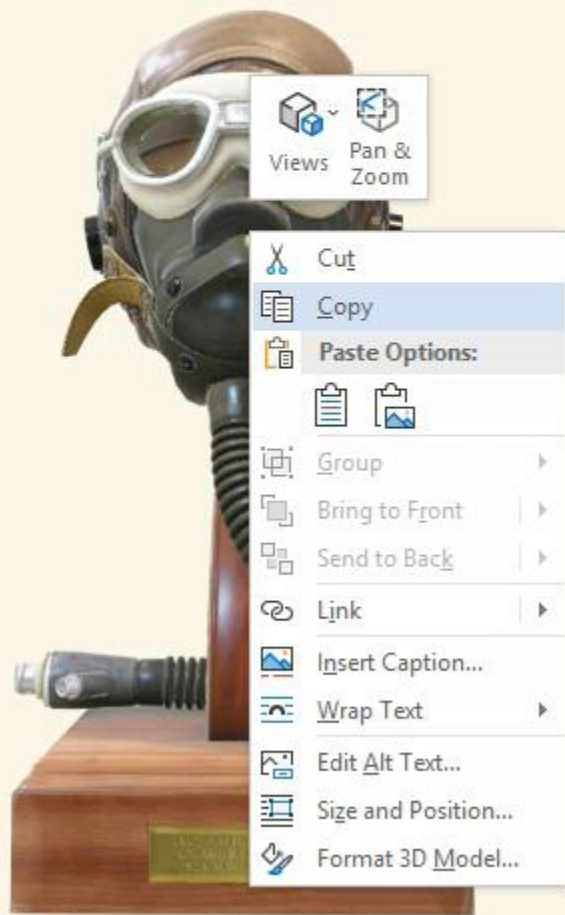 Views
Pan &
Zoom
Cut
Copy
Paste Options:
Group
Bring to Front
Send to Back
Link
Insert Caption...
Wrap Text
Edit Alt Text...
Size and Position...
Format 3D Model...